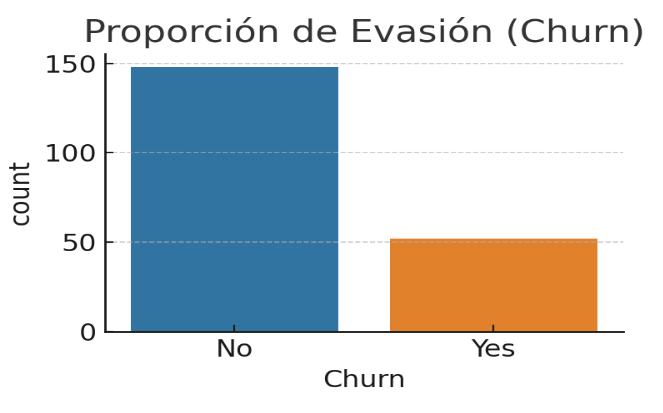 Proporción de Evasión (Churn)
150
100
50
0
count
No Yes
Churn